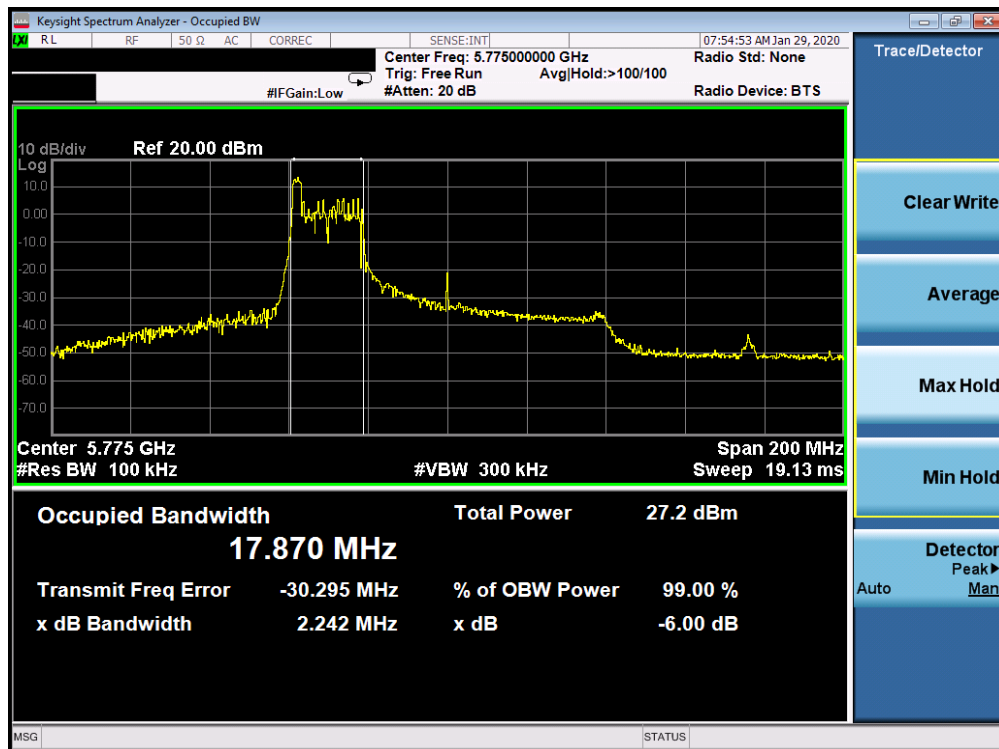 Keysight Spectrum Analyzer - Occupied BW
LXI RL RF 50 Ω AC CORREC SENSE:INT 07:54:53 AM Jan 29, 2020
Center Freq: 5.775000000 GHz Radio Std: None
Trig: Free Run Avg|Hold:>100/100
#IFGain:Low #Atten: 20 dB Radio Device: BTS
10 dB/div Ref 20.00 dBm
Log
10.0
0.00
-10.0
-20.0
-30.0
-40.0
-50.0
-60.0
-70.0
Center 5.775 GHz Span 200 MHz
#Res BW 100 kHz #VBW 300 kHz Sweep 19.13 ms
Occupied Bandwidth Total Power 27.2 dBm
17.870 MHz
Transmit Freq Error -30.295 MHz % of OBW Power 99.00 %
x dB Bandwidth 2.242 MHz x dB -6.00 dB
Trace/Detector
Clear Write
Average
Max Hold
Min Hold
Detector
Peak▶
Auto Man
MSG STATUS